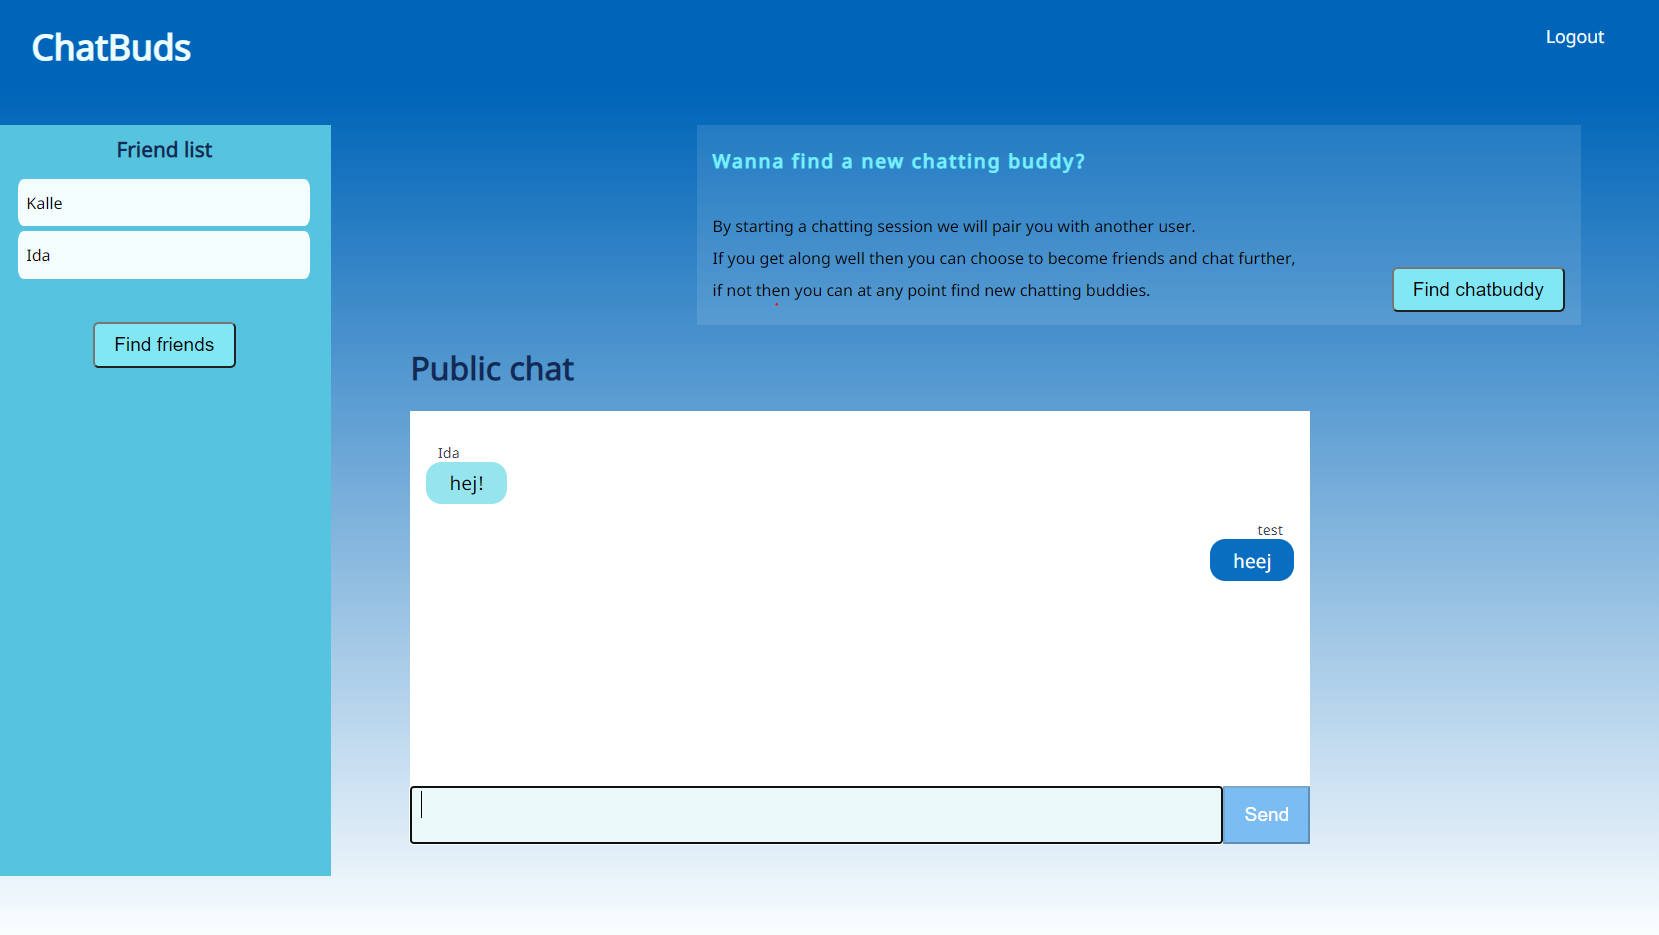 ChatBuds
Logout
Friend list
Kalle
Ida
Find friends
Wanna find a new chatting buddy?
By starting a chatting session we will pair you with another user.
If you get along well then you can choose to become friends and chat further,
if not then you can at any point find new chatting buddies.
Find chatbuddy
Public chat
Ida
hej!
test
heej
Send